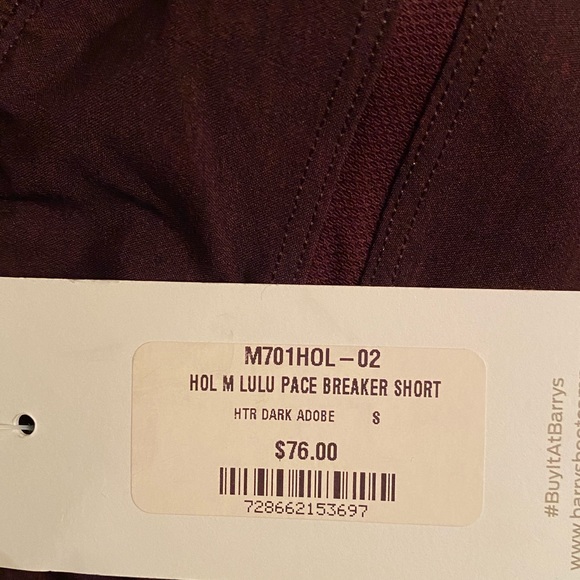 M701HOL-02
HOL M LULU PACE BREAKER SHORT
HTR DARK ADOBE S
$76.00
728662153697
#BuyItAtBarrys